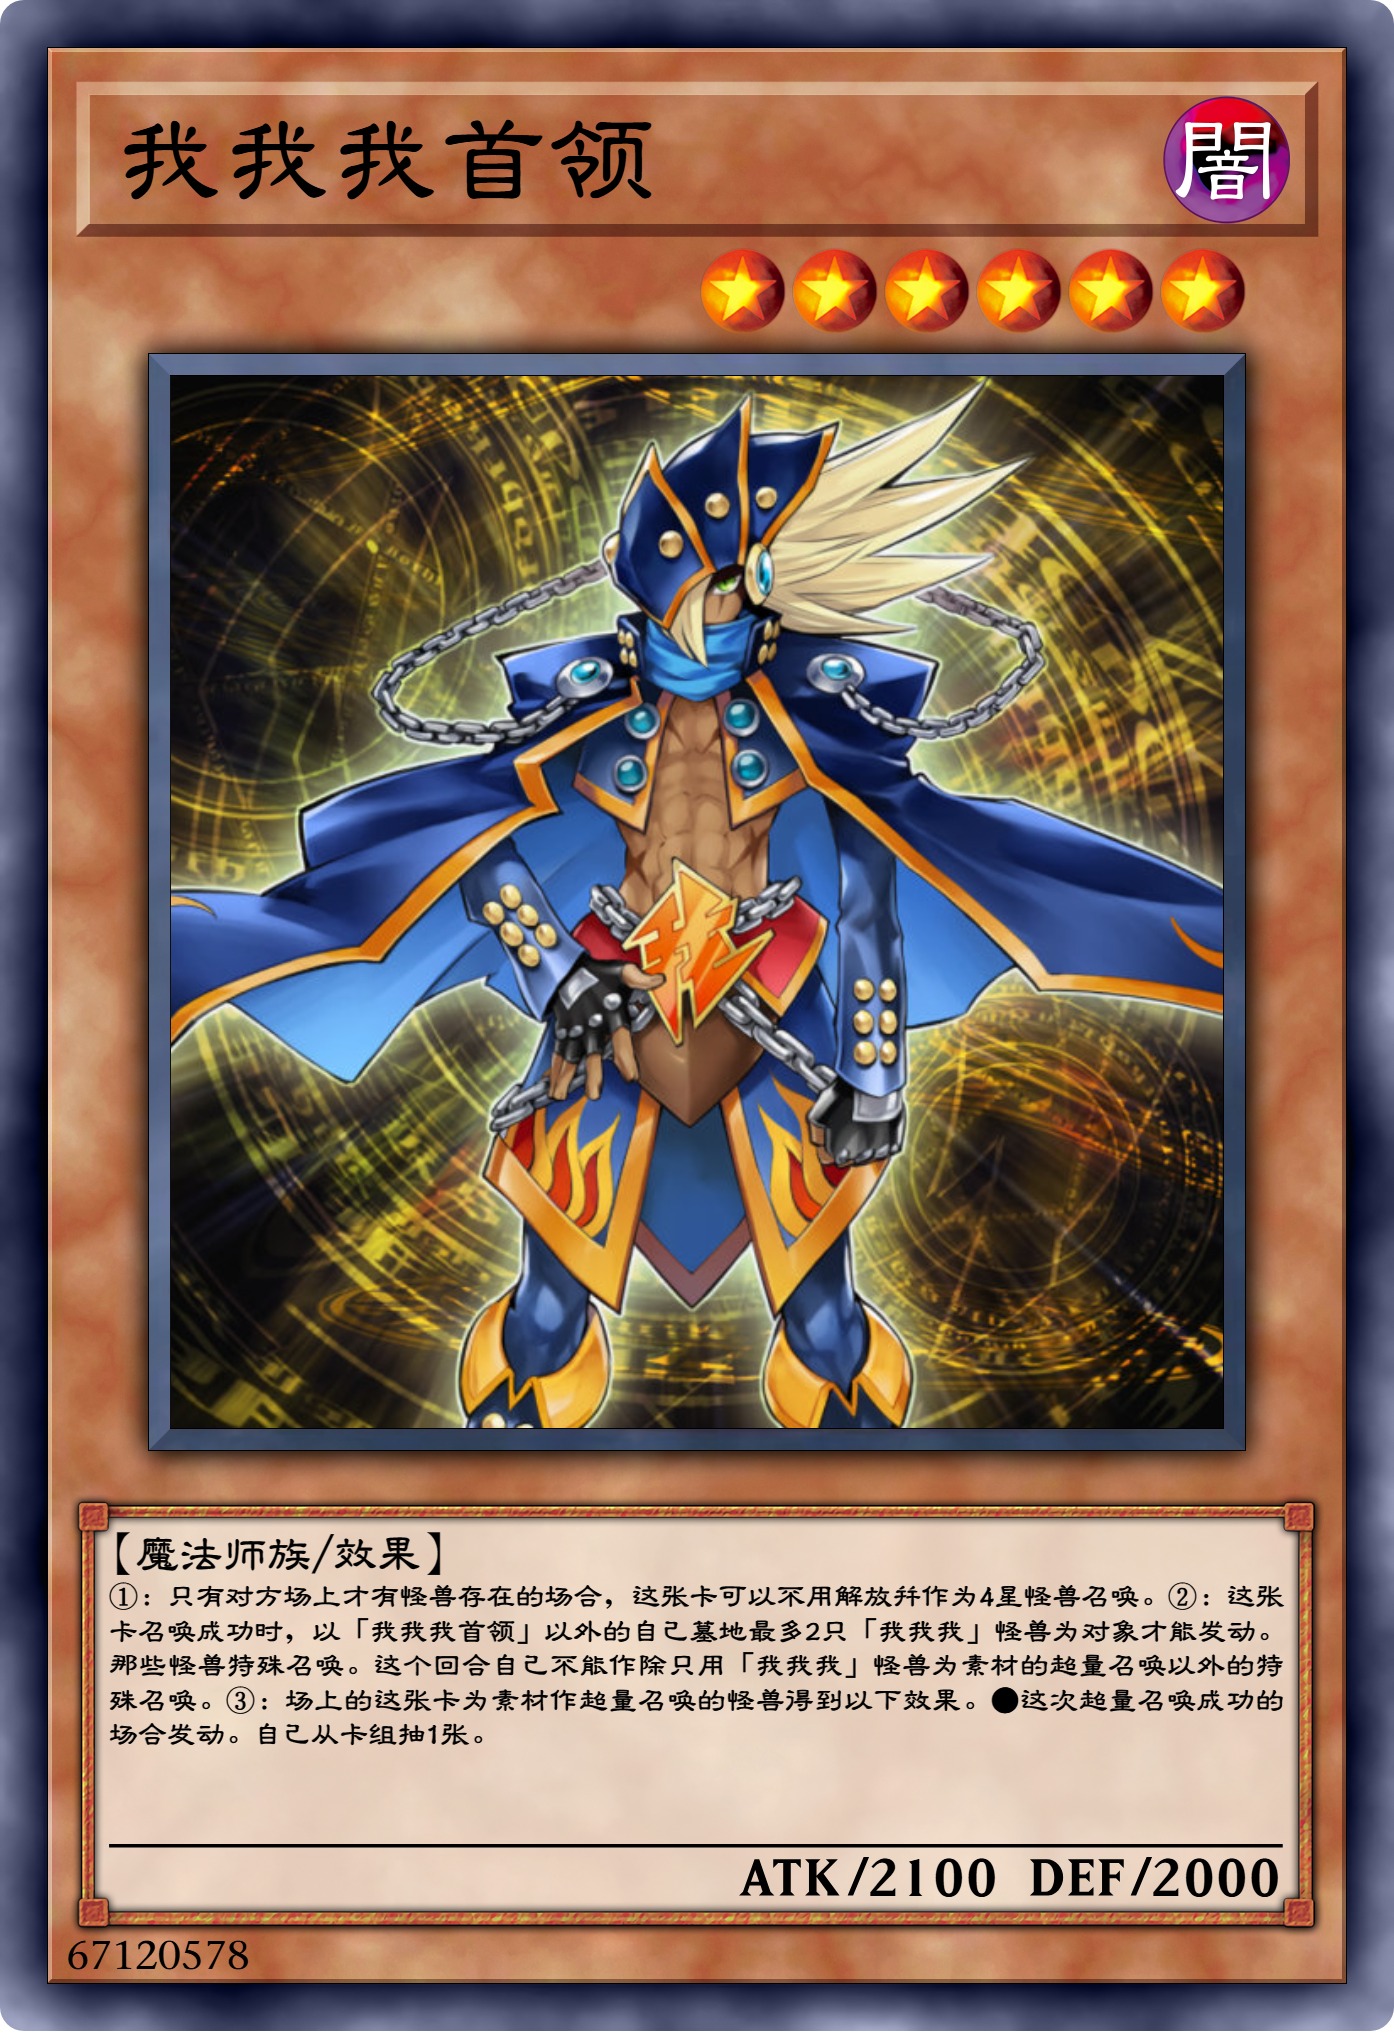 我我我首领
闇
【魔法师族/效果】
①：只有对方场上才有怪兽存在的场合，这张卡可以不用解放并作为4星怪兽召唤。②：这张
卡召唤成功时，以「我我我首领」以外的自己墓地最多2只「我我我」怪兽为对象才能发动。
那些怪兽特殊召唤。这个回合自己不能作除只用「我我我」怪兽为素材的超量召唤以外的特
殊召唤。③：场上的这张卡为素材作超量召唤的怪兽得到以下效果。●这次超量召唤成功的
场合发动。自己从卡组抽1张。
ATK/2100 DEF/2000
67120578